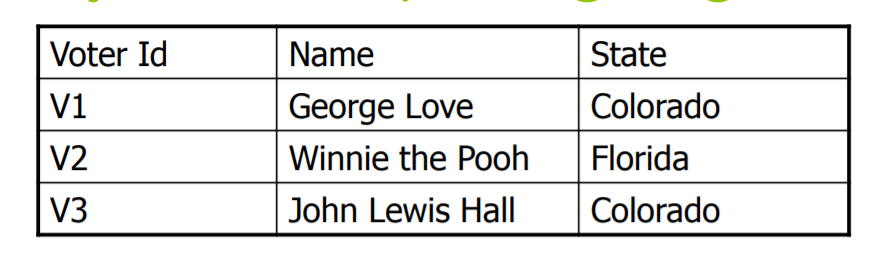 Voter Id Name State
V1 George Love Colorado
V2 Winnie the Pooh Florida
V3 John Lewis Hall Colorado